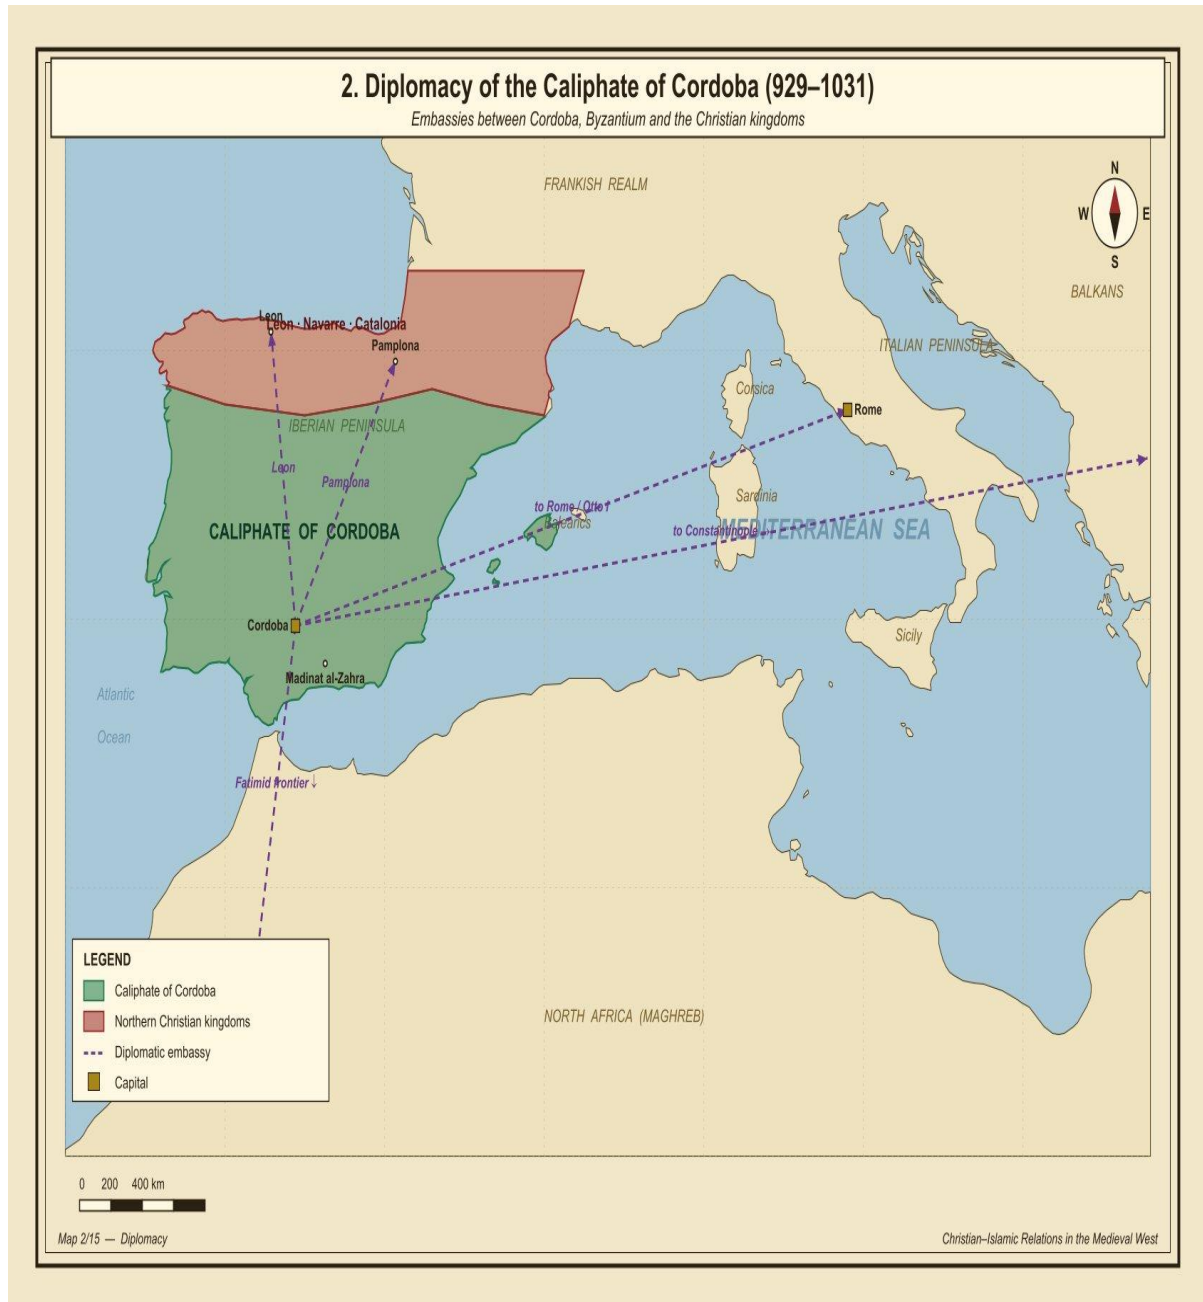 2. Diplomacy of the Caliphate of Cordoba (929–1031)
Embassies between Cordoba, Byzantium and the Christian kingdoms
N
W E
S
FRANKISH REALM
BALKANS
ITALIAN PENINSULA
Leon
Leon · Navarre · Catalonia
Pamplona
Corsica
Rome
IBERIAN PENINSULA
Leon
Pamplona
Sardinia
to Rome / Otto I
Balearics
CALIPHATE OF CORDOBA
to Constantinople
MEDITERRANEAN SEA
Cordoba
Sicily
Madinat al-Zahra
Atlantic
Ocean
Fatimid frontier ↓
NORTH AFRICA (MAGHREB)
LEGEND
Caliphate of Cordoba
Northern Christian kingdoms
Diplomatic embassy
Capital
0 200 400 km
Map 2/15 — Diplomacy
Christian–Islamic Relations in the Medieval West